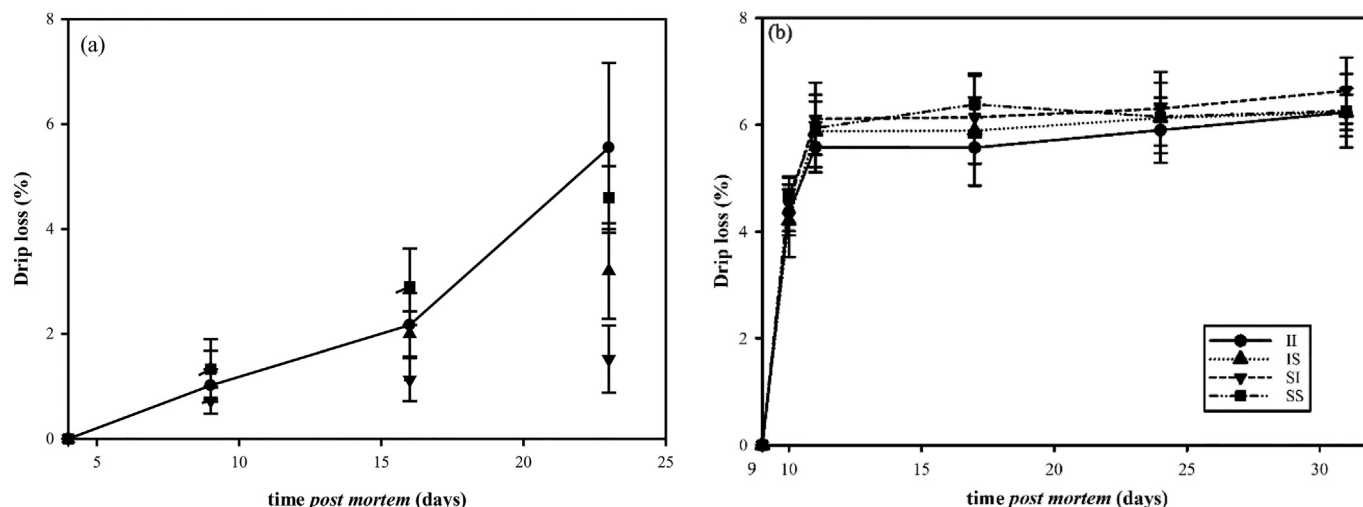 (a)
8
6
4
2
0
5 10 15 20 25
Drip loss (%)
time post mortem (days)
(b)
8
6
4
2
0
9 10 15 20 25 30
Drip loss (%)
time post mortem (days)
II
IS
SI
SS